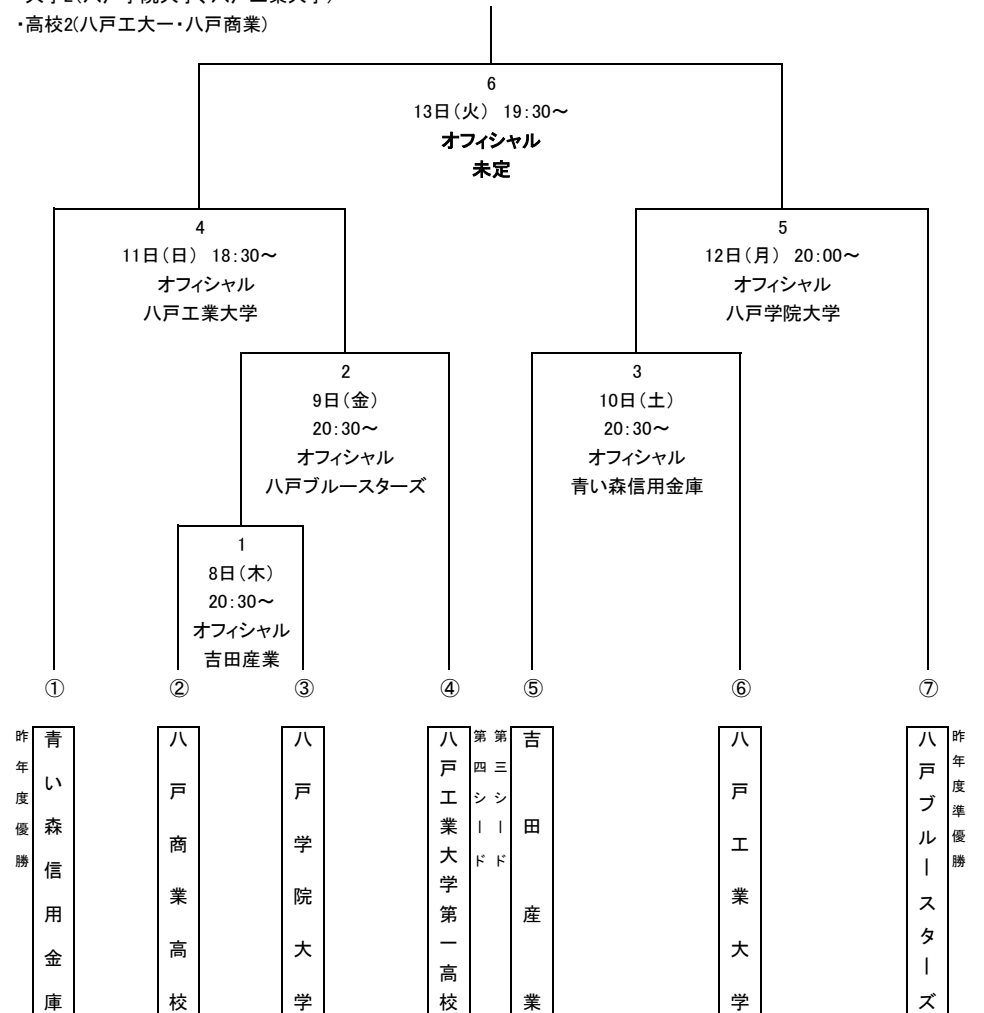 ・高校2(八戸工大一・八戸商業)
6
13日(火) 19:30～
オフィシャル
未定
4
11日(日) 18:30～
オフィシャル
八戸工業大学
5
12日(月) 20:00～
オフィシャル
八戸学院大学
2
9日(金)
20:30～
オフィシャル
八戸ブルースターズ
3
10日(土)
20:30～
オフィシャル
青い森信用金庫
1
8日(木)
20:30～
オフィシャル
吉田産業
① ② ③ ④ ⑤ ⑥ ⑦
昨年度優勝
青い森信用金庫
八戸商業高校
八戸学院大学
八戸工業大学第一高校
第四シード
第三シード
吉田産業
八戸工業大学
八戸ブルースターズ
昨年度準優勝